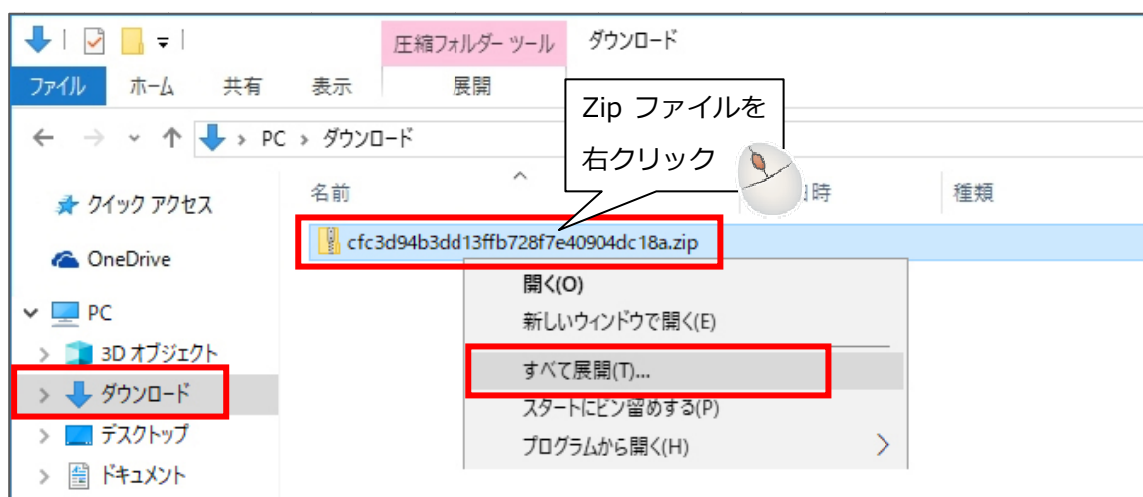 圧縮フォルダー ツール ダウンロード
ファイル ホーム 共有 表示 展開
Zip ファイルを
右クリック
PC › ダウンロード
名前 日時 種類
クイック アクセス
cfc3d94b3dd13ffb728f7e40904dc18a.zip
OneDrive
開く(O)
新しいウィンドウで開く(E)
すべて展開(T)...
スタートにピン留めする(P)
プログラムから開く(H)
PC
3D オブジェクト
ダウンロード
デスクトップ
ドキュメント